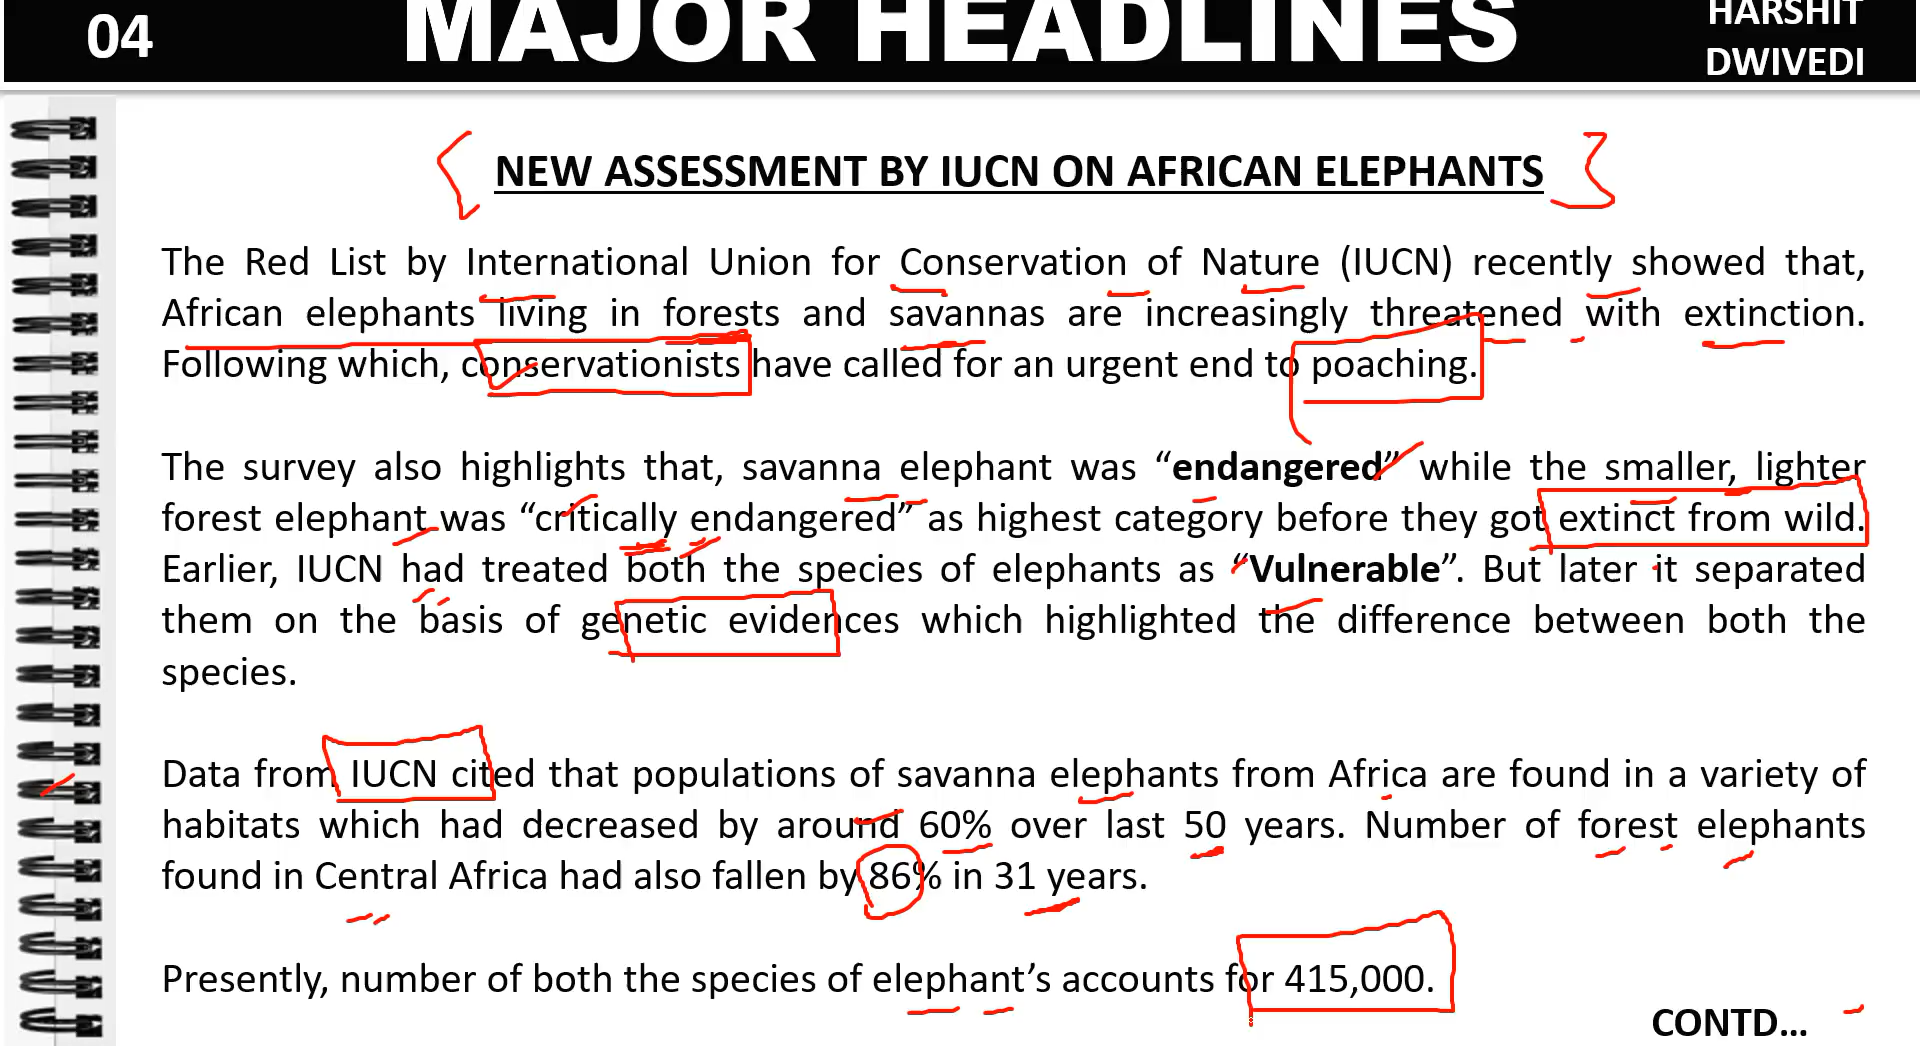 04
MAJOR HEADLINES
HARSHIT
DWIVEDI
NEW ASSESSMENT BY IUCN ON AFRICAN ELEPHANTS
The Red List by International Union for Conservation of Nature (IUCN) recently showed that,
African elephants living in forests and savannas are increasingly threatened with extinction.
Following which, conservationists have called for an urgent end to poaching.
The survey also highlights that, savanna elephant was “endangered” while the smaller, lighter
forest elephant was “critically endangered” as highest category before they got extinct from wild.
Earlier, IUCN had treated both the species of elephants as “Vulnerable”. But later it separated
them on the basis of genetic evidences which highlighted the difference between both the
species.
Data from IUCN cited that populations of savanna elephants from Africa are found in a variety of
habitats which had decreased by around 60% over last 50 years. Number of forest elephants
found in Central Africa had also fallen by 86% in 31 years.
Presently, number of both the species of elephant’s accounts for 415,000.
CONTD...